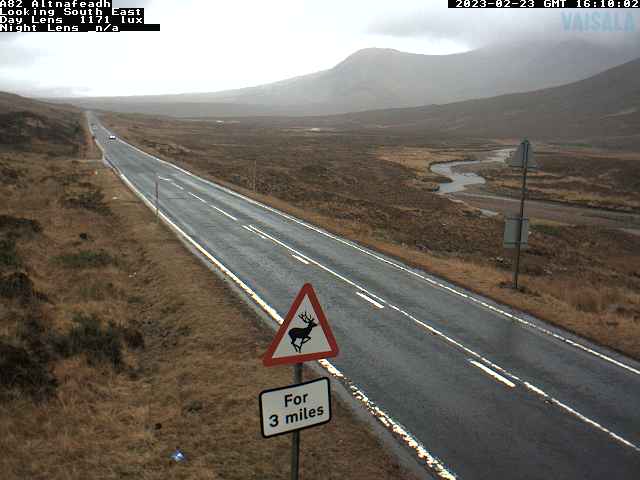 A82 Altnafeadh
Looking South East
Day Lens 1171 lux
Night Lens n/a
2023-02-23 GMT 16:10:02
VAISALA
For
3 miles